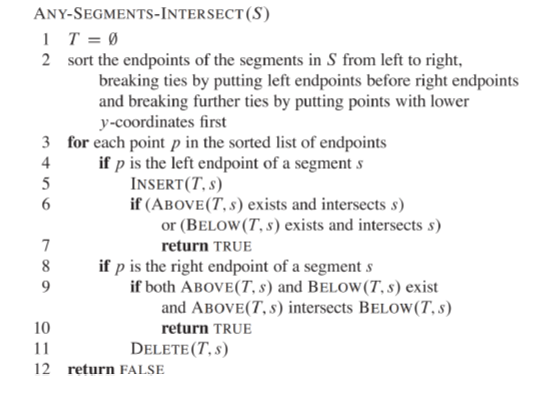 ANY-SEGMENTS-INTERSECT(S)
1 T = ∅
2 sort the endpoints of the segments in S from left to right,
breaking ties by putting left endpoints before right endpoints
and breaking further ties by putting points with lower
y-coordinates first
3 for each point p in the sorted list of endpoints
4 if p is the left endpoint of a segment s
5 INSERT(T, s)
6 if (ABOVE(T, s) exists and intersects s)
or (BELOW(T, s) exists and intersects s)
7 return TRUE
8 if p is the right endpoint of a segment s
9 if both ABOVE(T, s) and BELOW(T, s) exist
and ABOVE(T, s) intersects BELOW(T, s)
10 return TRUE
11 DELETE(T, s)
12 return FALSE